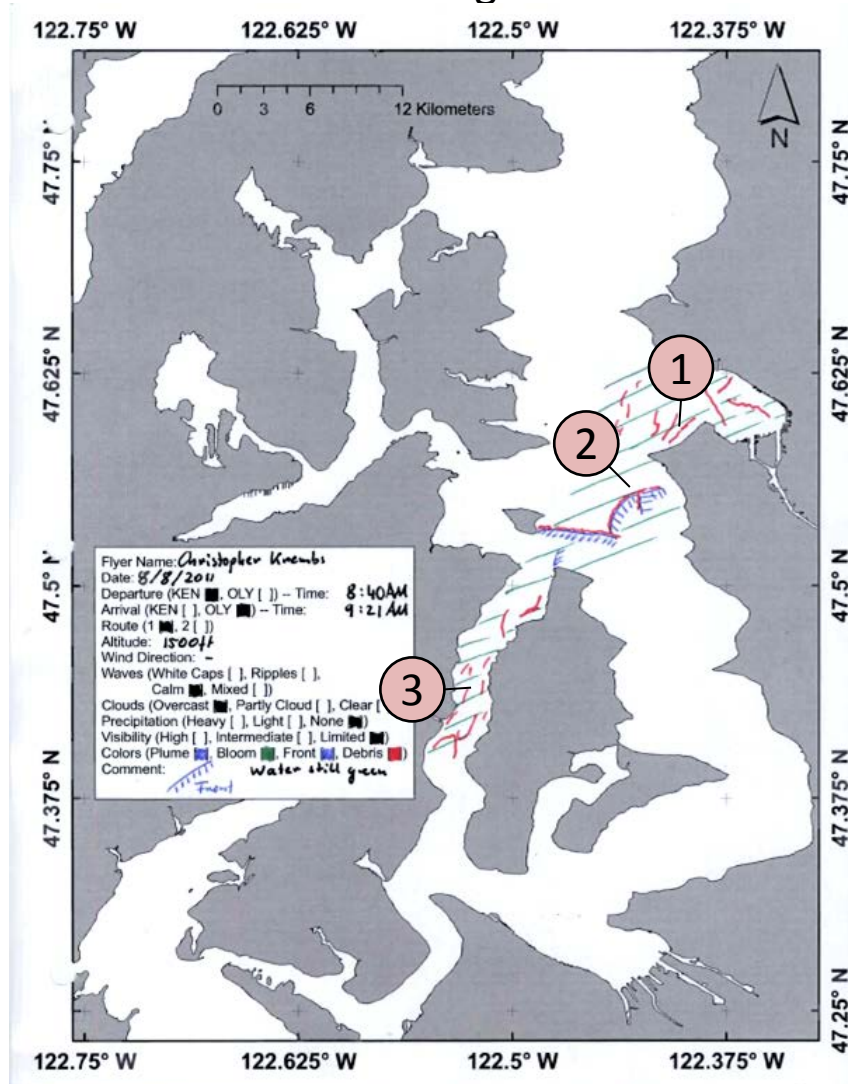 122.75° W 122.625° W 122.5° W 122.375° W
0 3 6 12 Kilometers
N
47.75° N
47.625° N
47.5° N
47.375° N
47.25° N
47.75° N
47.625° N
47.5° N
47.375° N
47.25° N
1
2
3
Flyer Name: Christopher Krembs
Date: 8/8/2011
Departure (KEN ■, OLY [ ]) -- Time: 8:40AM
Arrival (KEN [ ], OLY ■) -- Time: 9:21AM
Route (1 ■, 2 [ ])
Altitude: 1500ft
Wind Direction: -
Waves (White Caps [ ], Ripples [ ],
Calm ■, Mixed [ ])
Clouds (Overcast ■, Partly Cloud [ ], Clear [
Precipitation (Heavy [ ], Light [ ], None ■)
Visibility (High [ ], Intermediate [ ], Limited ■)
Colors (Plume ■, Bloom ■, Front ■, Debris ■)
Comment: Water still green
Front
122.75° W 122.625° W 122.5° W 122.375° W